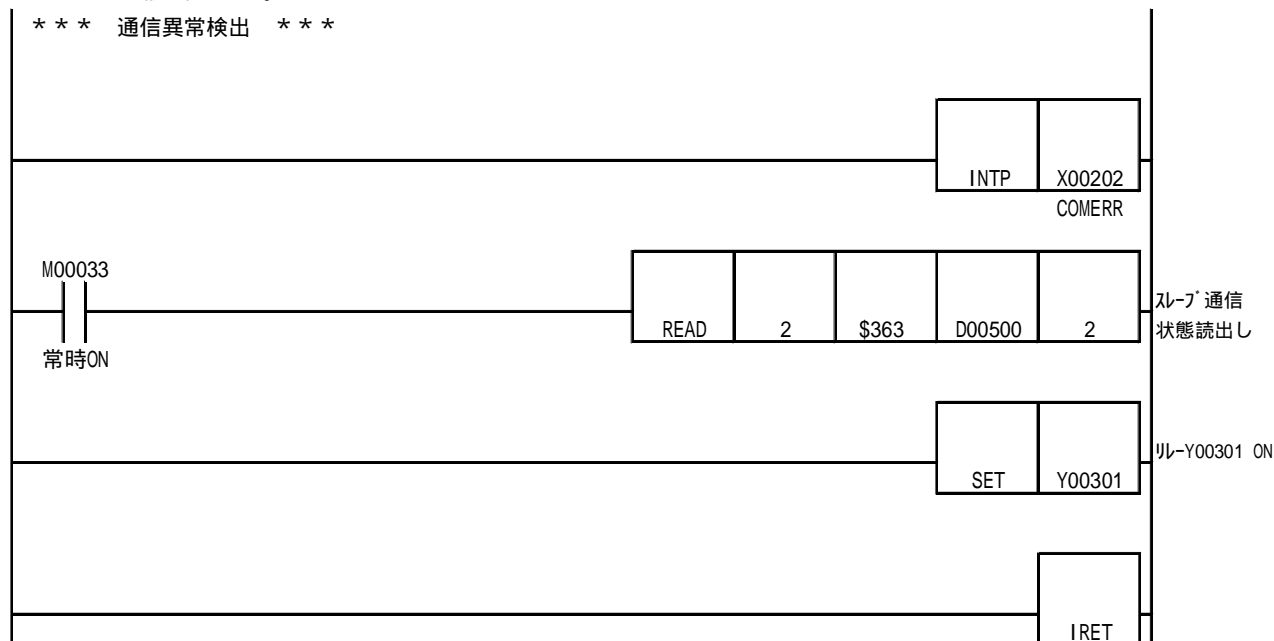 *** 通信異常検出 ***
INTP X00202
COMERR
M00033
READ 2 $363 D00500 2
ｽﾚｰﾌﾞ通信
状態読出し
常時ON
SET Y00301
ﾘﾚｰY00301 ON
IRET